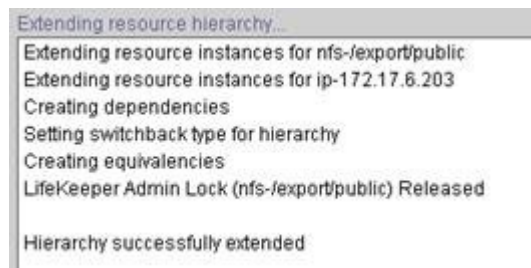 Extending resource hierarchy...
Extending resource instances for nfs-/export/public
Extending resource instances for ip-172.17.6.203
Creating dependencies
Setting switchback type for hierarchy
Creating equivalencies
LifeKeeper Admin Lock (nfs-/export/public) Released
Hierarchy successfully extended